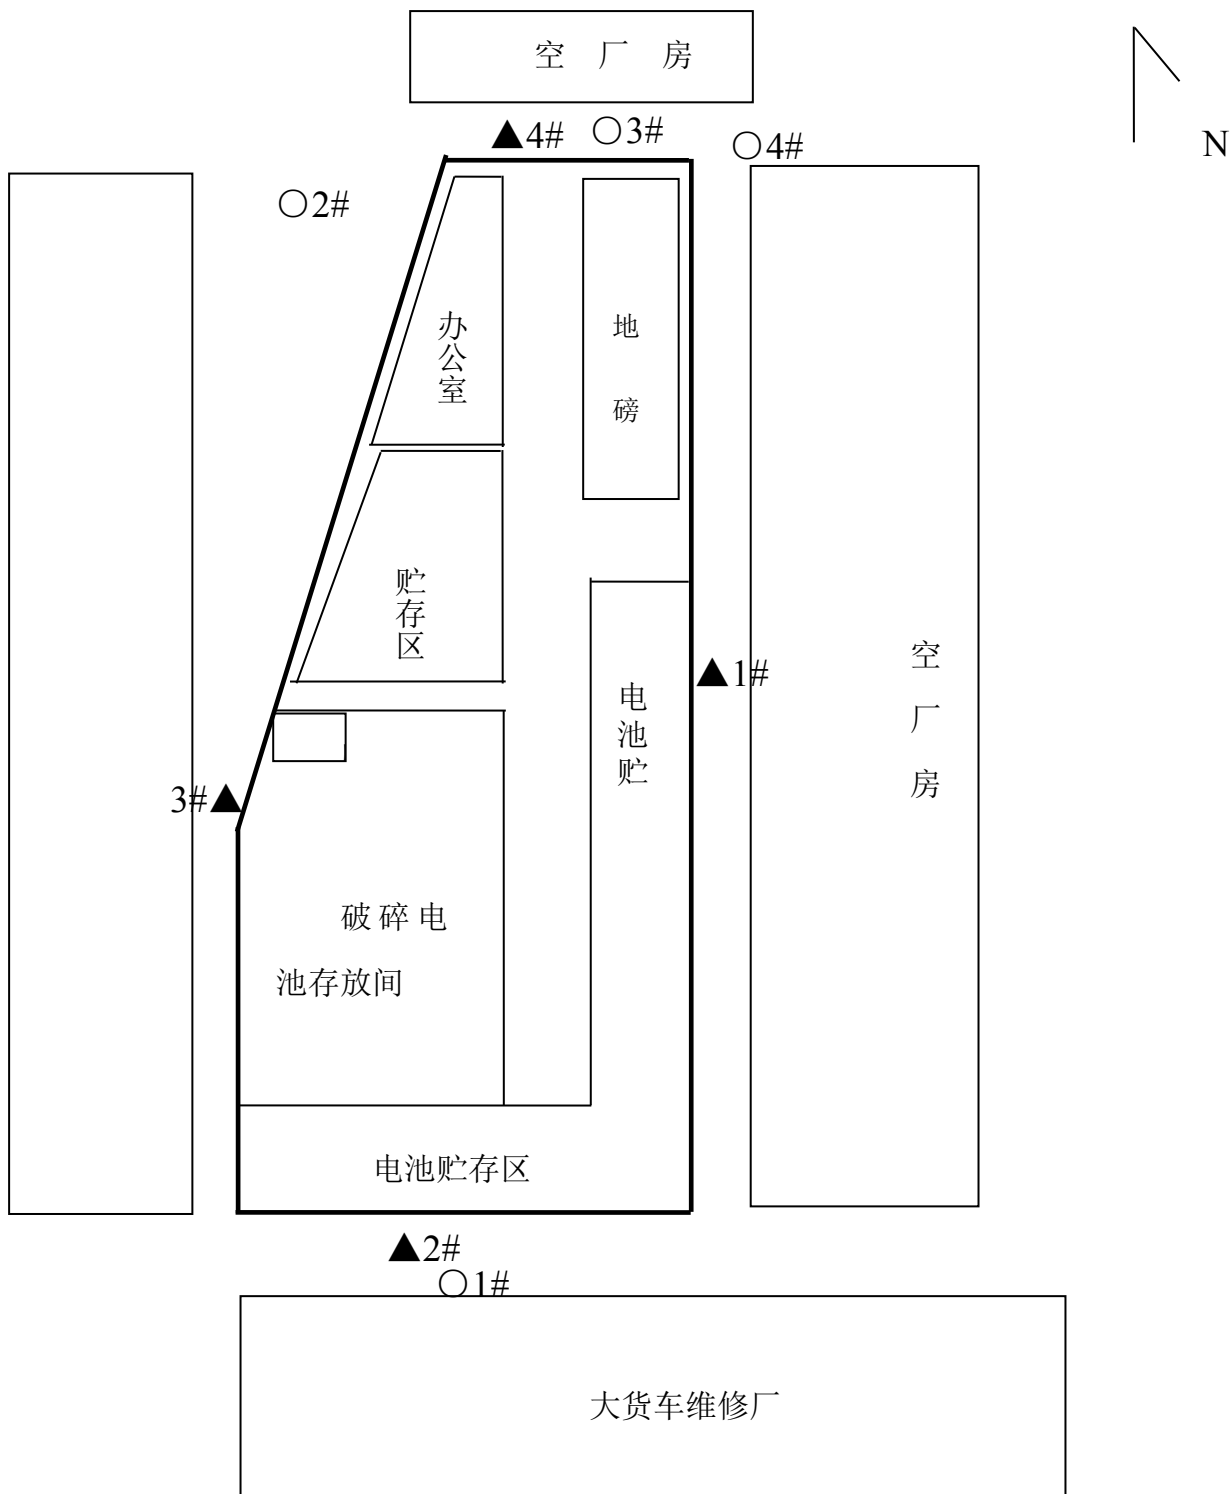 空 厂 房
▲4# ○3#
○4#
N
○2#
办公室
地磅
贮存区
电池贮
▲1#
空厂房
3#▲
破碎电
池存放间
电池贮存区
▲2#
○1#
大货车维修厂